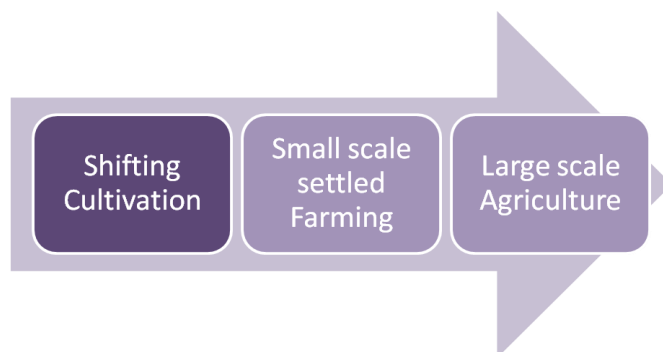 Shifting
Cultivation
Small scale
settled
Farming
Large scale
Agriculture